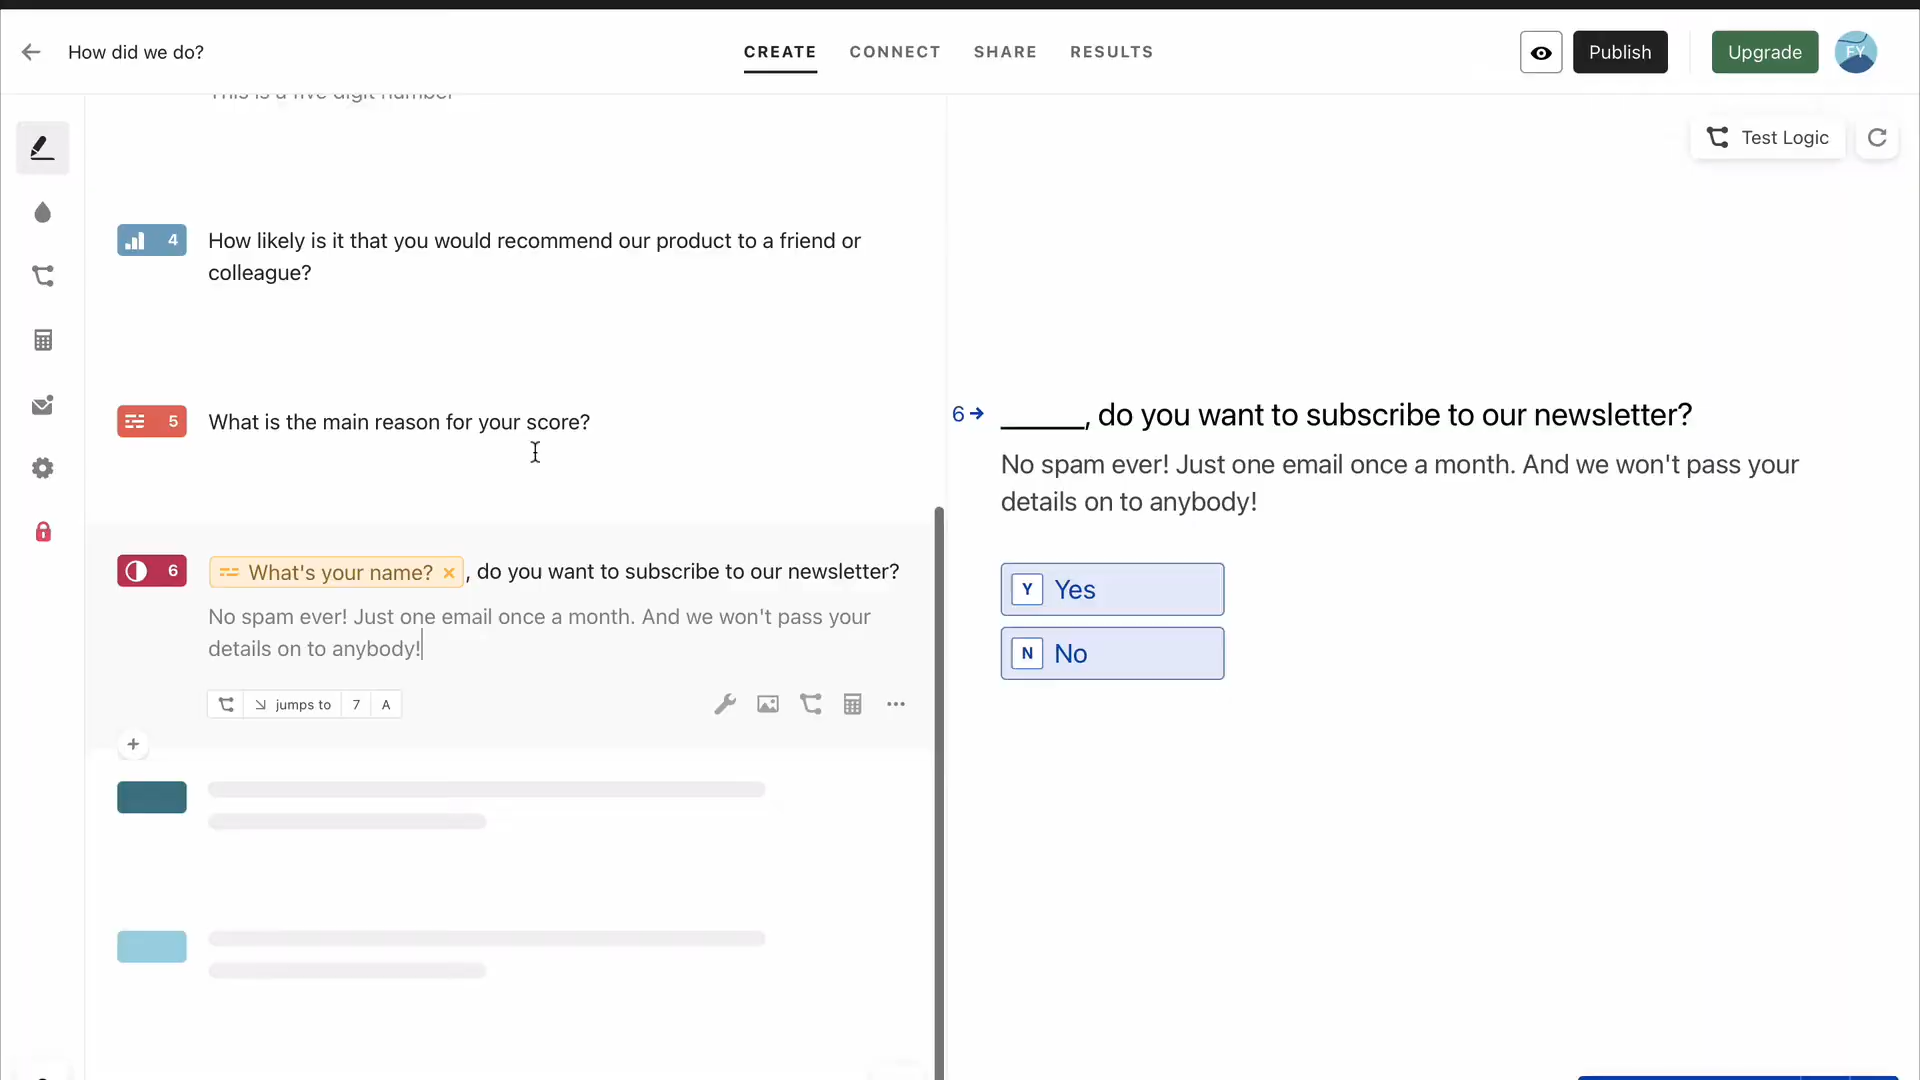 How did we do?
CREATE CONNECT SHARE RESULTS
Publish
Upgrade
FY
This is a five digit number
Test Logic
4 How likely is it that you would recommend our product to a friend or
colleague?
5 What is the main reason for your score?
6 What's your name? × , do you want to subscribe to our newsletter?
No spam ever! Just one email once a month. And we won't pass your
details on to anybody!
jumps to 7 A
+
6 → ______, do you want to subscribe to our newsletter?
No spam ever! Just one email once a month. And we won't pass your
details on to anybody!
Y Yes
N No